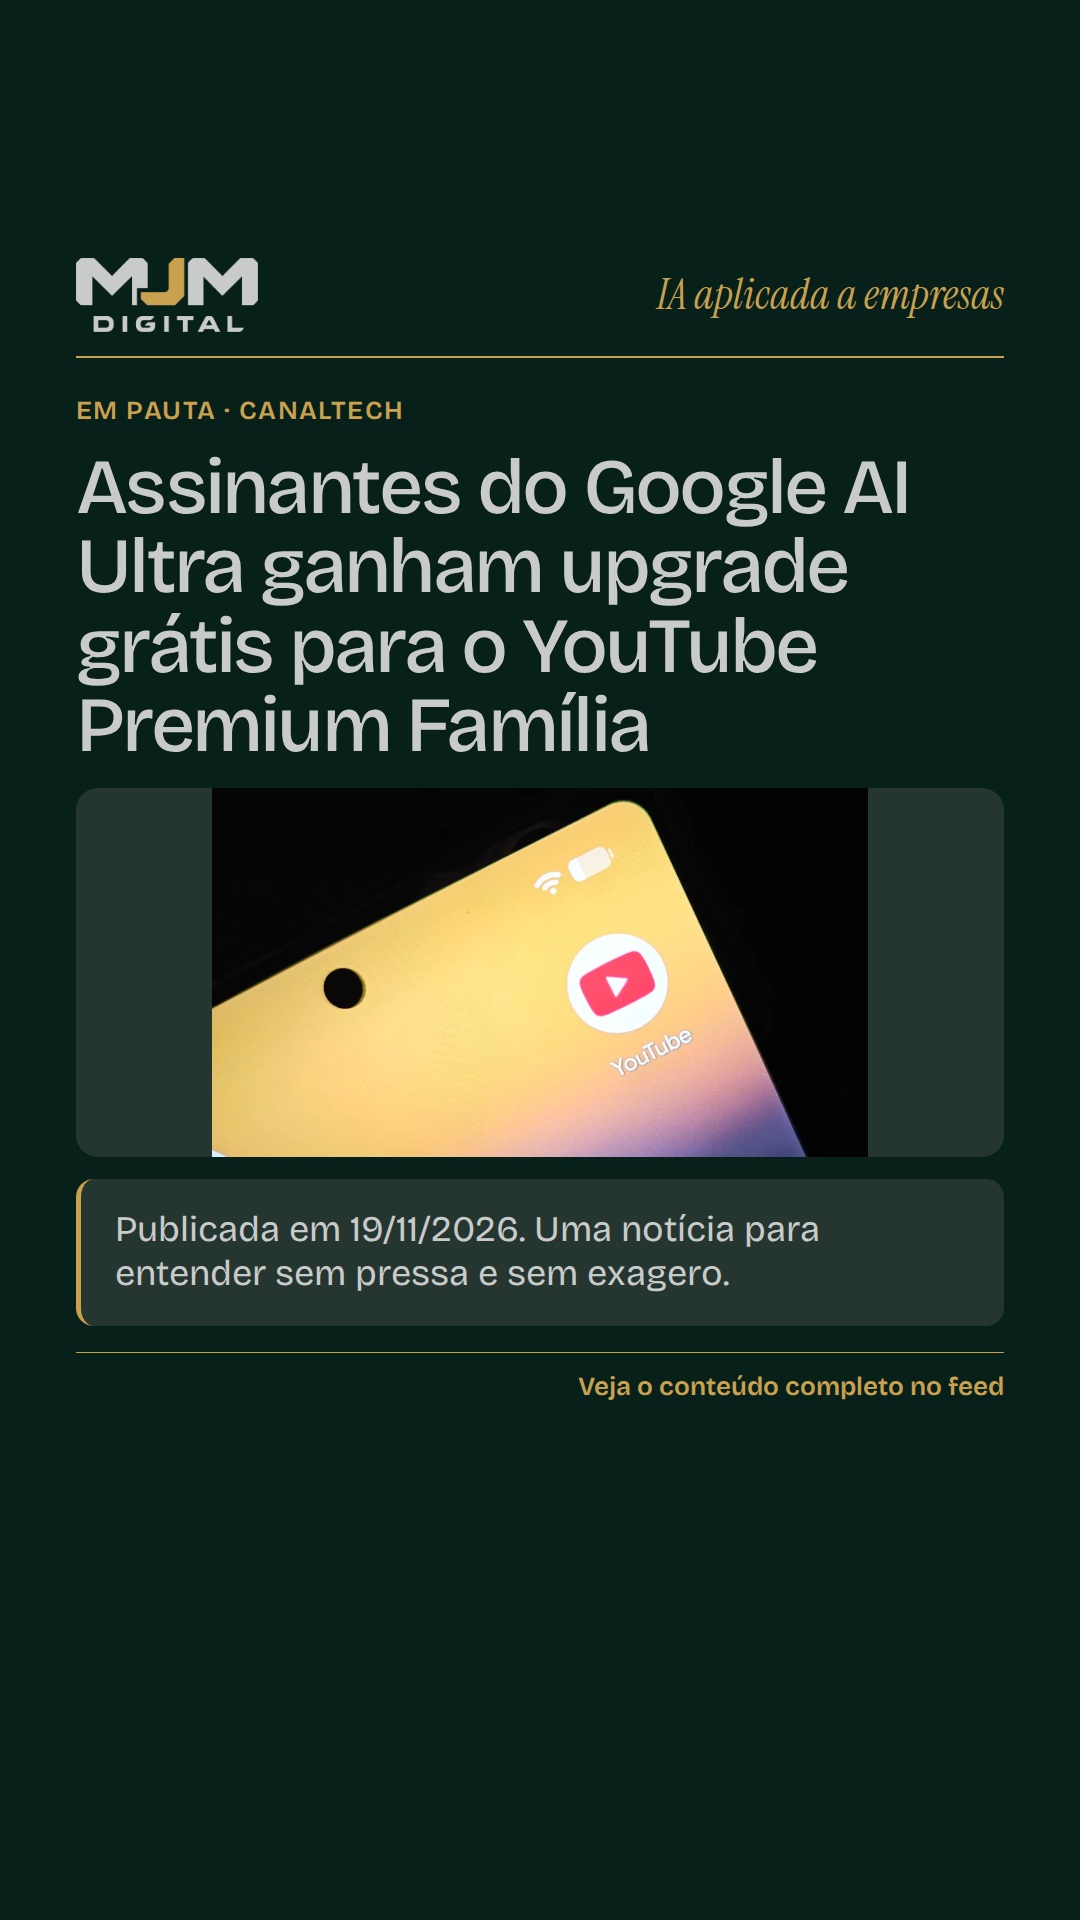 MJM
DIGITAL
IA aplicada a empresas
EM PAUTA · CANALTECH
Assinantes do Google AI
Ultra ganham upgrade
grátis para o YouTube
Premium Família
YouTube
Publicada em 19/11/2026. Uma notícia para
entender sem pressa e sem exagero.
Veja o conteúdo completo no feed